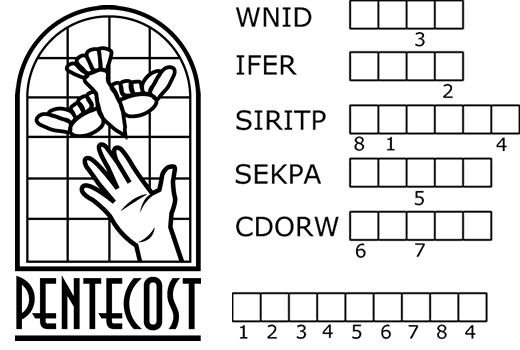 WNID
3
IFER
2
SIRITP
8 1 4
SEKPA
5
CDORW
6 7
PENTECOST
1 2 3 4 5 6 7 8 4